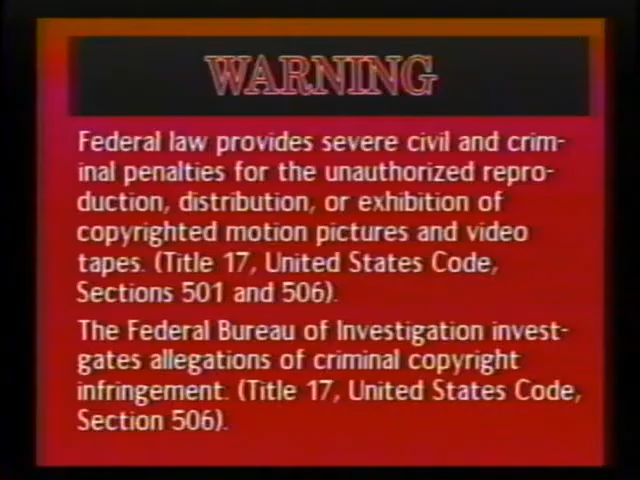 WARNING
Federal law provides severe civil and crim-
inal penalties for the unauthorized repro-
duction, distribution, or exhibition of
copyrighted motion pictures and video
tapes. (Title 17, United States Code,
Sections 501 and 506).
The Federal Bureau of Investigation invest-
gates allegations of criminal copyright
infringement. (Title 17, United States Code,
Section 506).